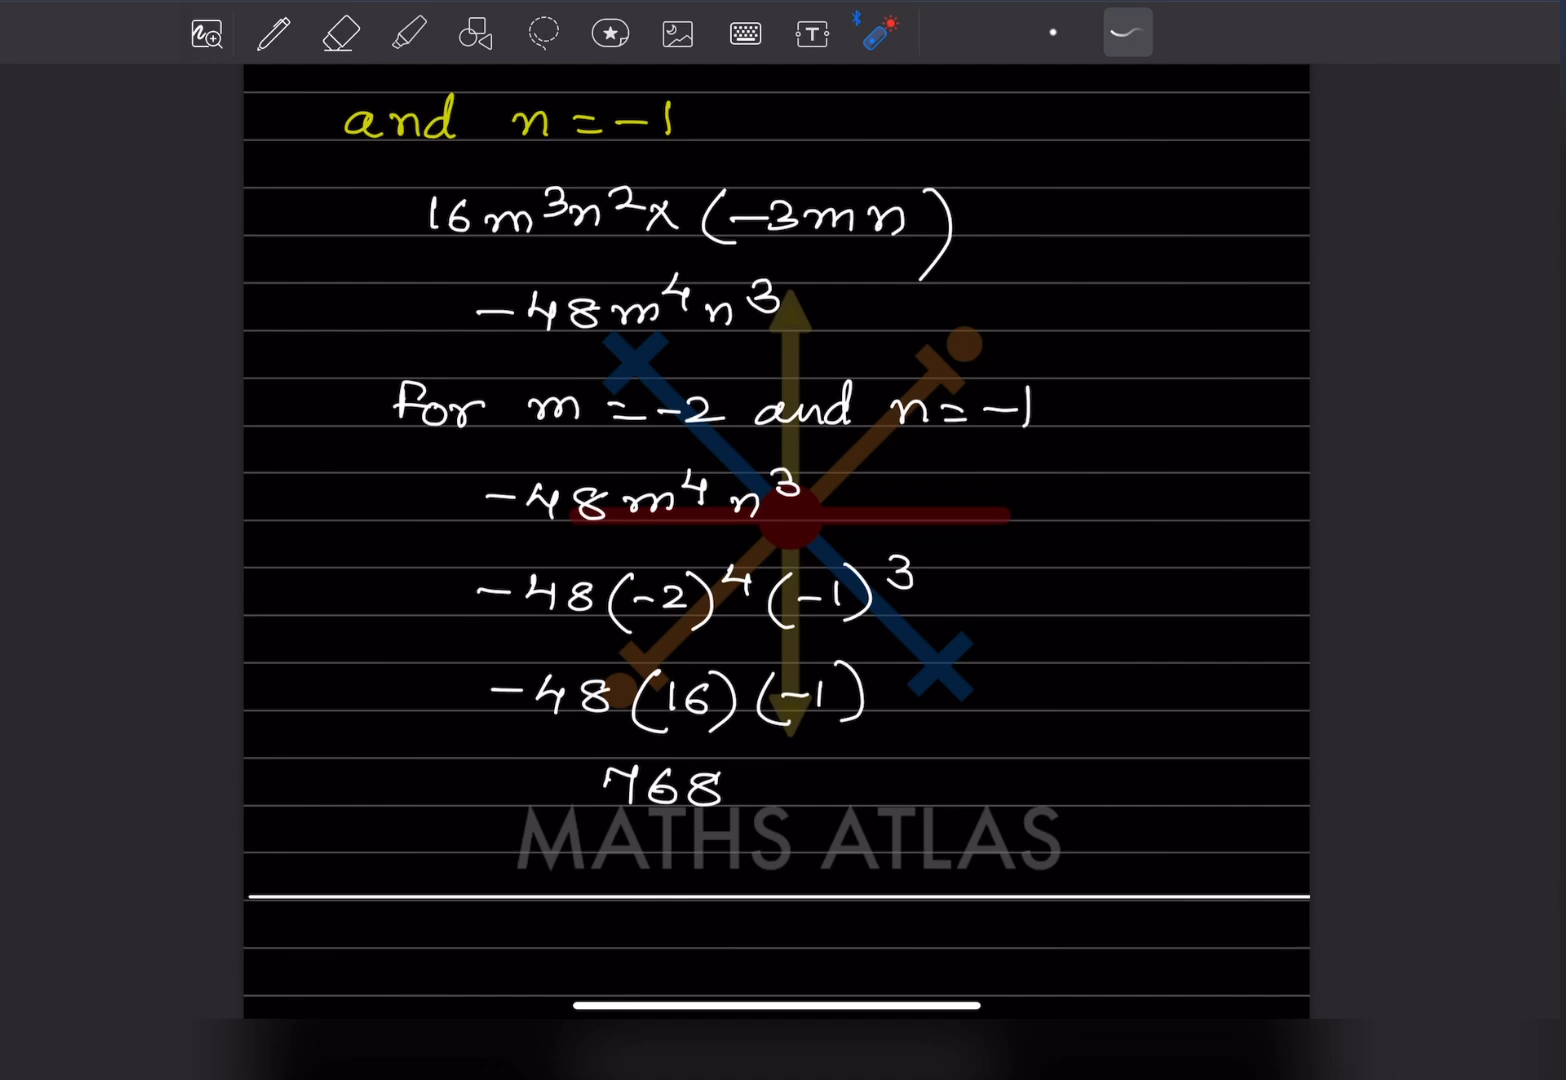 and n = -1
16m³n² x (-3mn)
-48m⁴n³
For m = -2 and n = -1
-48m⁴n³
-48(-2)⁴(-1)³
-48(16)(-1)
768
MATHS ATLAS